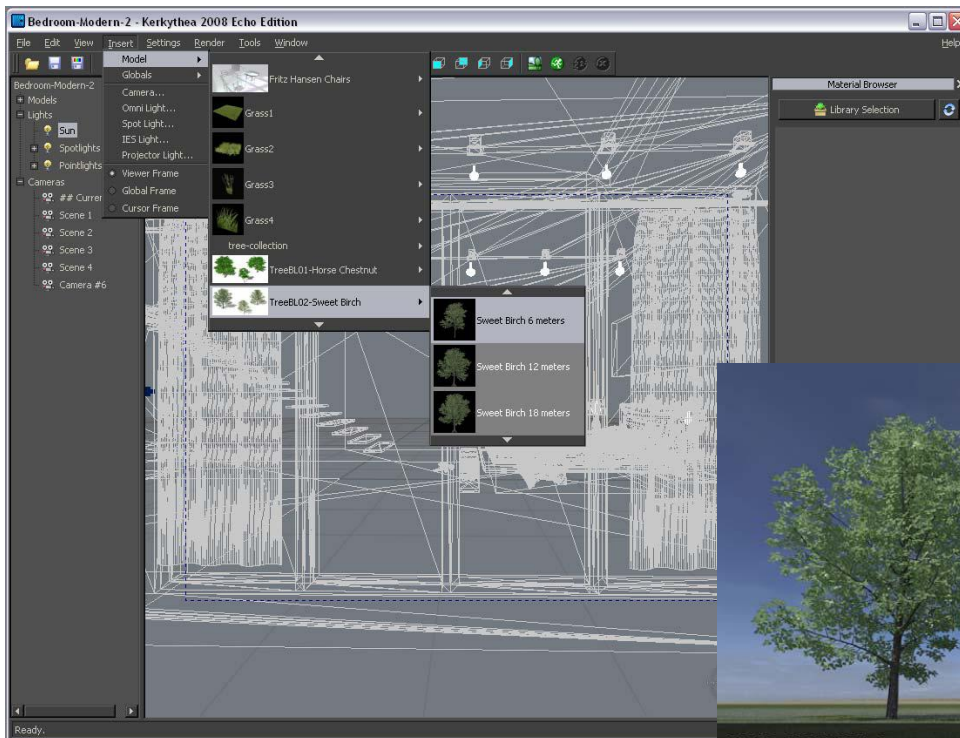 Bedroom-Modern-2 - Kerkythea 2008 Echo Edition
File Edit View Insert Settings Render Tools Window Help
Bedroom-Modern-2
Models
Lights
Sun
Spotlights
Pointlights
Cameras
## Curre
Scene 1
Scene 2
Scene 3
Scene 4
Camera #6
Model
Globals
Camera...
Omni Light...
Spot Light...
IES Light...
Projector Light...
Viewer Frame
Global Frame
Cursor Frame
Fritz Hansen Chairs
Grass1
Grass2
Grass3
Grass4
tree-collection
TreeBL01-Horse Chestnut
TreeBL02-Sweet Birch
Sweet Birch 6 meters
Sweet Birch 12 meters
Sweet Birch 18 meters
Material Browser
Library Selection
Ready.